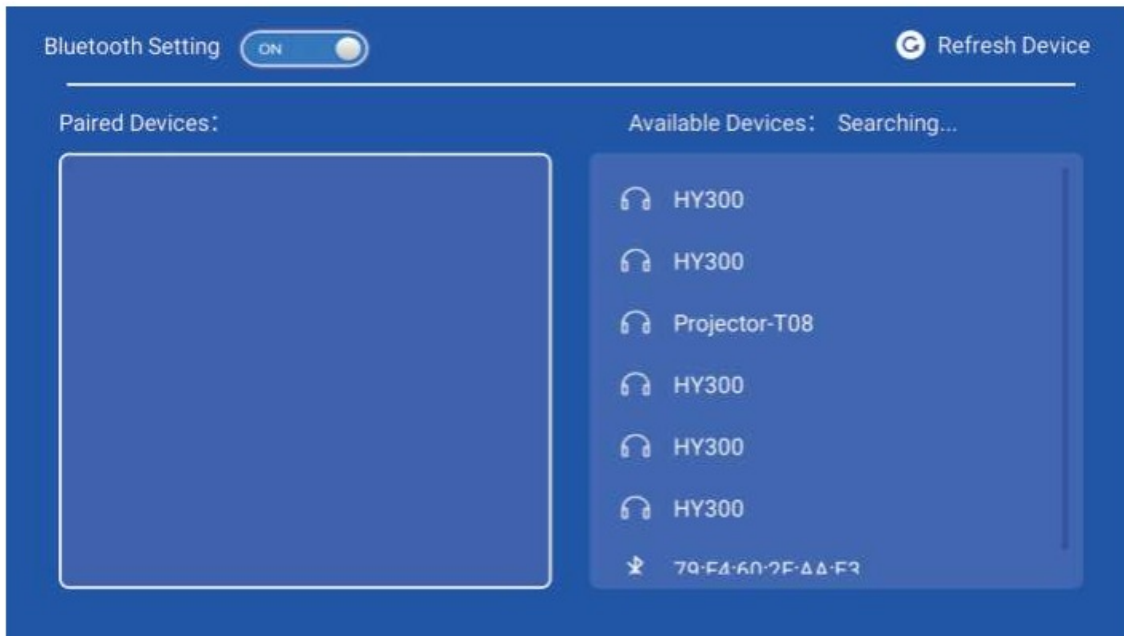 Bluetooth Setting ON
Refresh Device
Paired Devices:
Available Devices: Searching...
HY300
HY300
Projector-T08
HY300
HY300
HY300